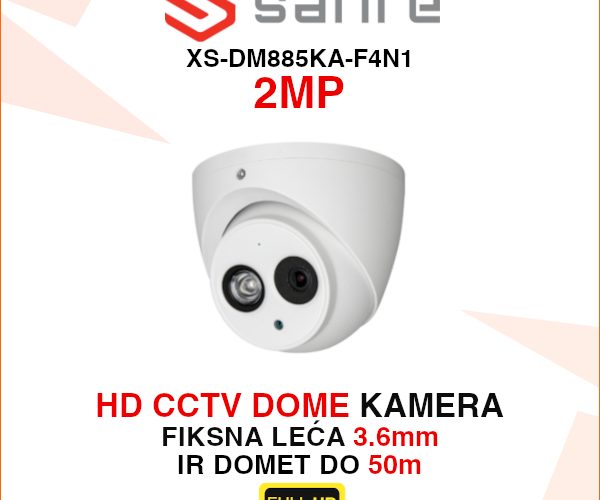 XS-DM885KA-F4N1
2MP
HD CCTV DOME KAMERA
FIKSNA LEĆA 3.6mm
IR DOMET DO 50m